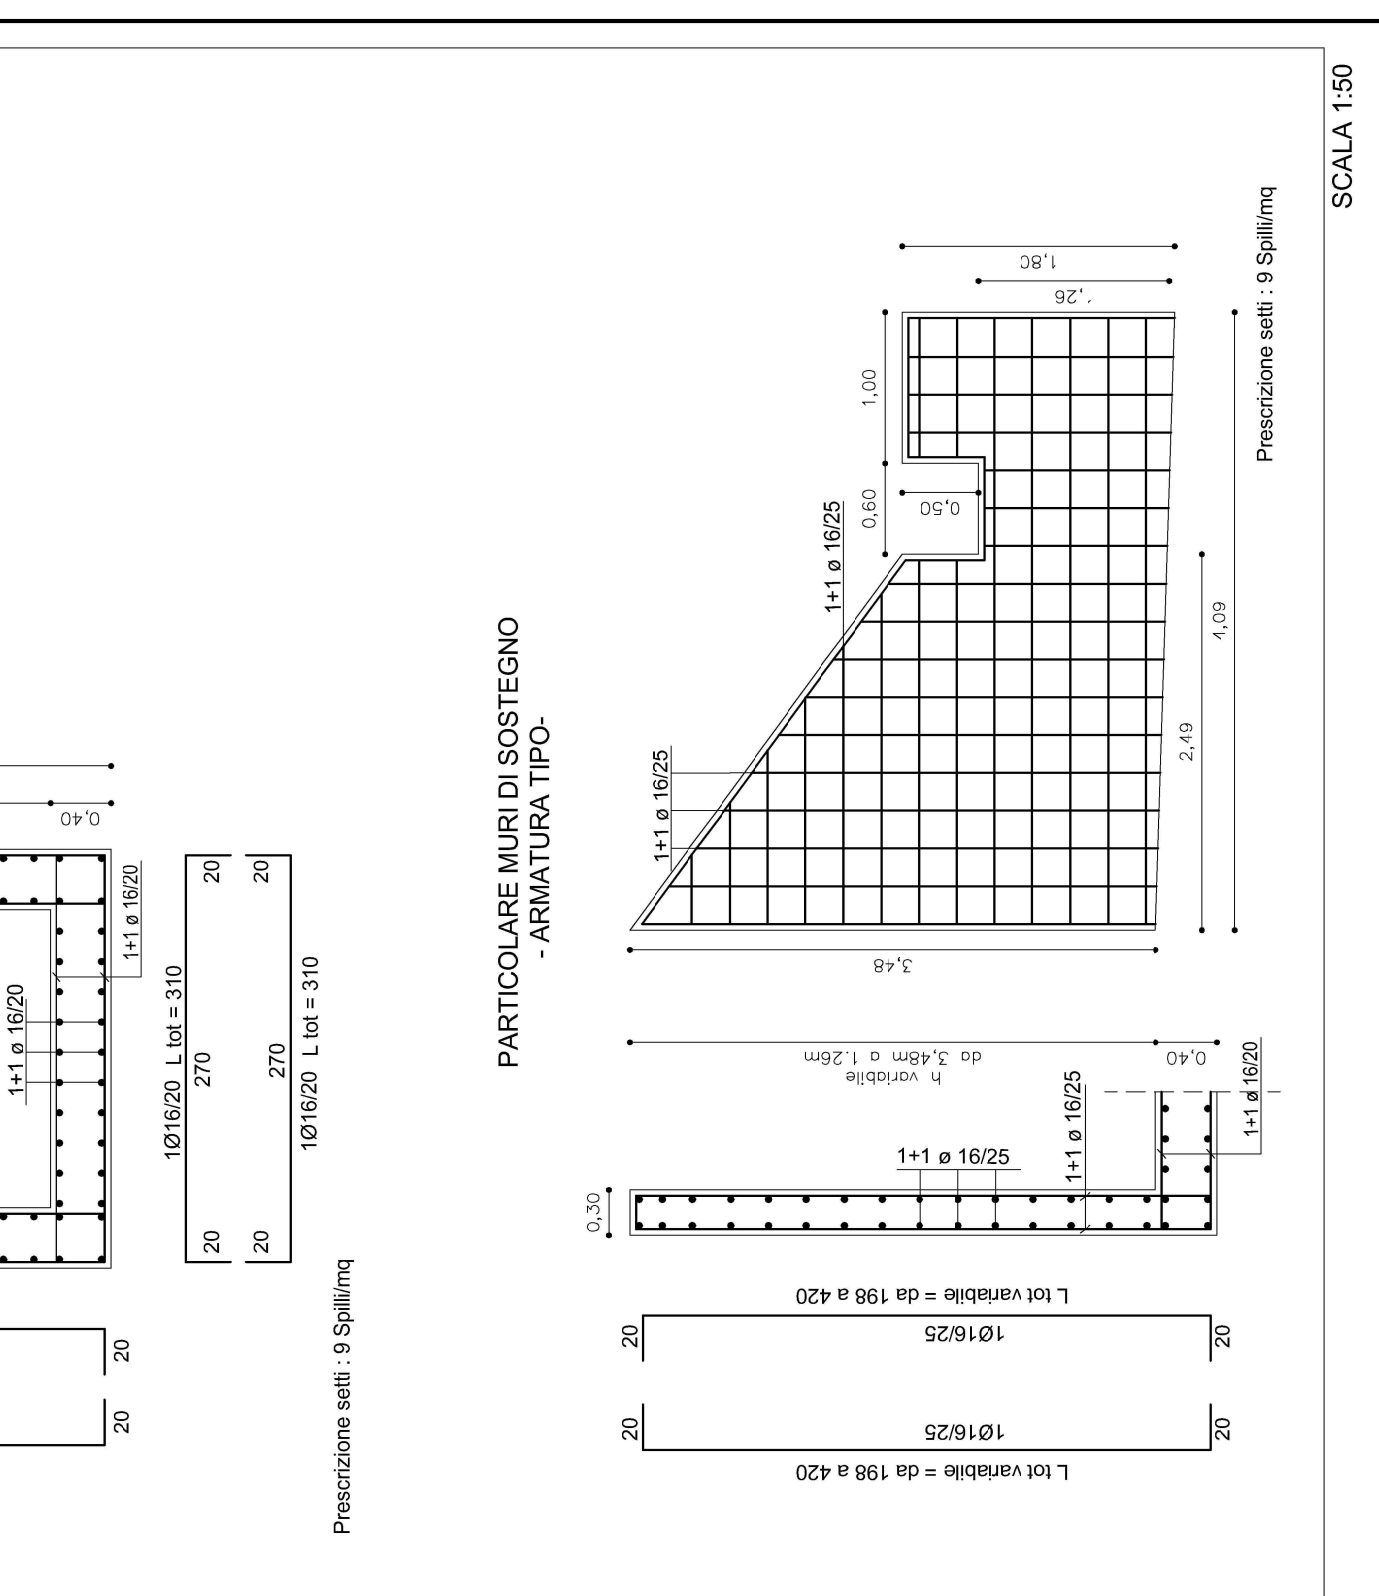 SCALA 1:50
PARTICOLARE MURI DI SOSTEGNO
- ARMATURA TIPO-
1,80
1,00
0,60
0,50
1+1 ø 16/25
1+1 ø 16/25
4,09
2,49
3,48
Prescrizione setti : 9 Spilli/mq
h variabile
da 3,48m a 1.26m
0,40
0,30
1+1 ø 16/25
1+1 ø 16/25
1+1 ø 16/20
L tot variabile = da 198 a 420
1Ø16/25
20
20
1Ø16/25
20
20
L tot variabile = da 198 a 420
0,40
1+1 ø 16/20
1+1 ø 16/20
1Ø16/20 L tot = 310
20
270
20
20
270
20
1Ø16/20 L tot = 310
20
20
Prescrizione setti : 9 Spilli/mq